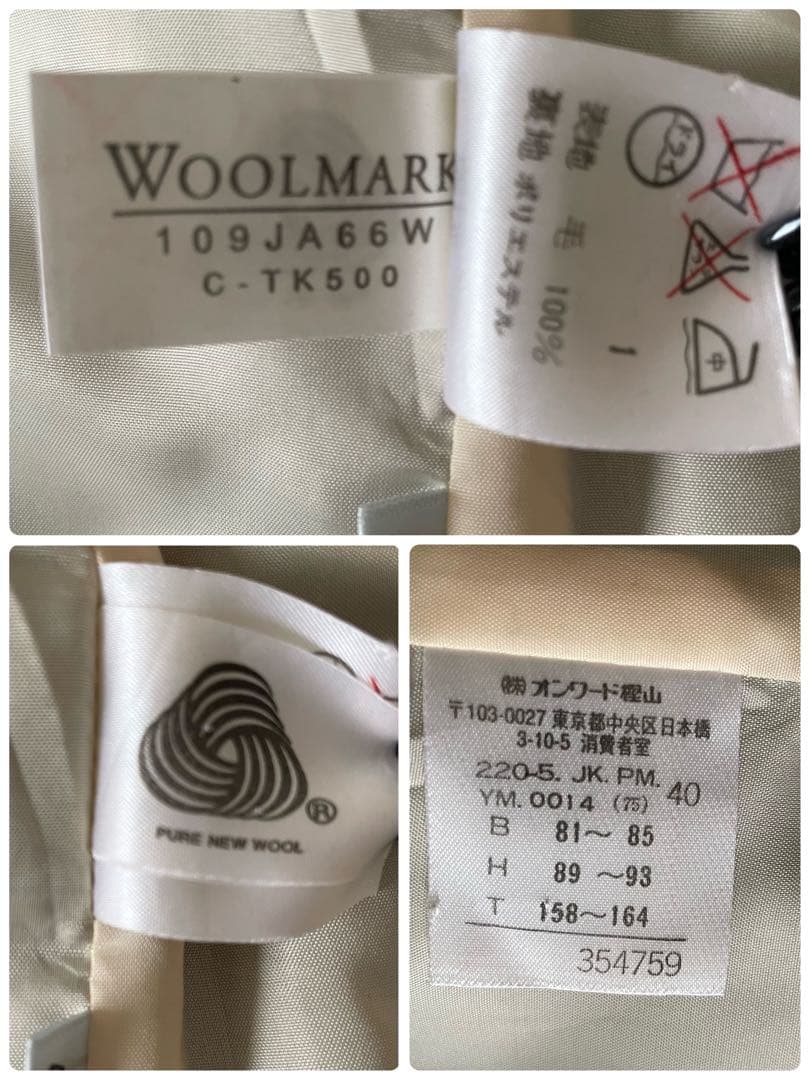 WOOLMARK
109JA66W
C-TK500
ドライ
表地 毛 100%
裏地 ポリエステル
1
中
®
PURE NEW WOOL
㈱オンワード樫山
〒103-0027 東京都中央区日本橋
3-10-5 消費者室
220-5. JK. PM. 40
YM. 0014 (75)
B 81〜 85
H 89 〜93
T 158〜164
354759